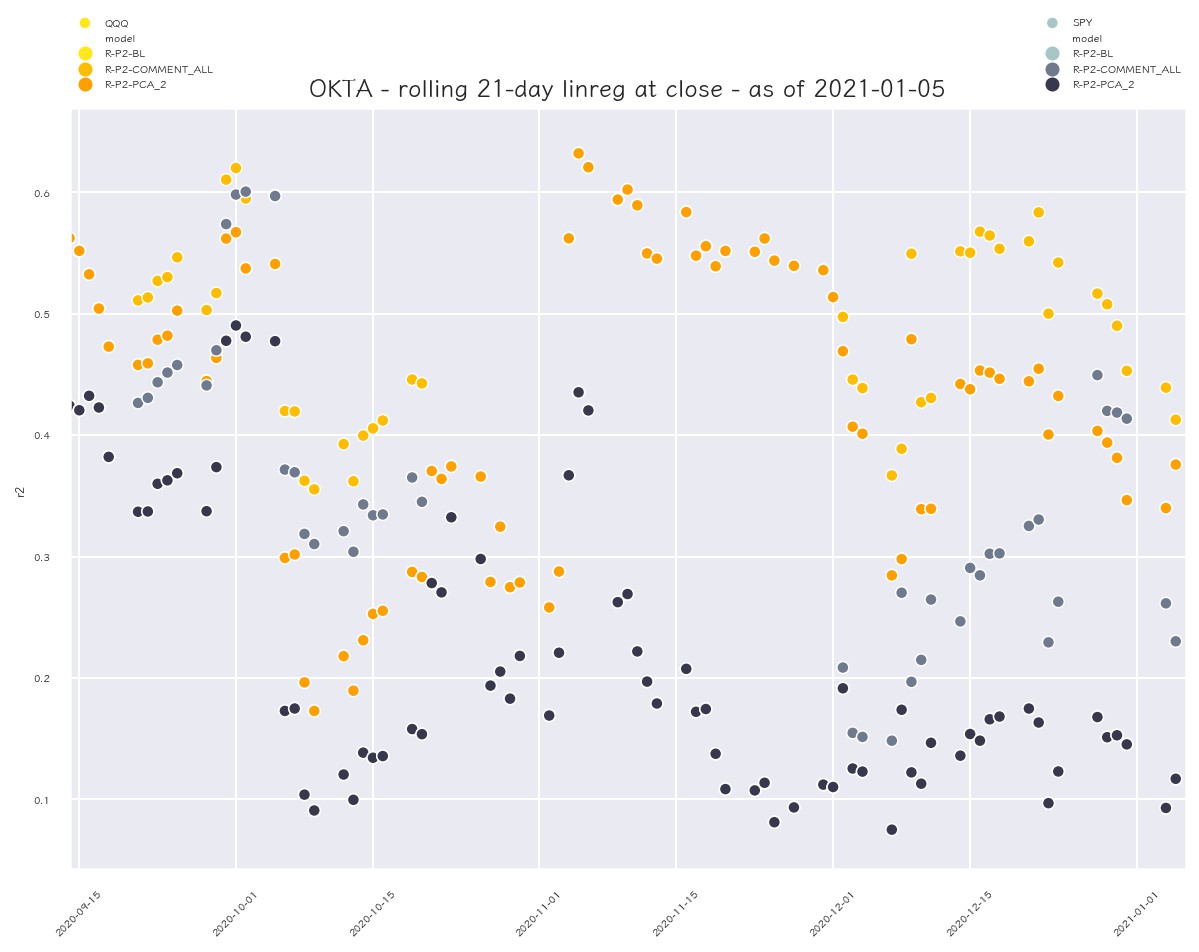 QQQ
model
R-P2-BL
R-P2-COMMENT_ALL
R-P2-PCA_2
SPY
model
R-P2-BL
R-P2-COMMENT_ALL
R-P2-PCA_2
OKTA - rolling 21-day linreg at close - as of 2021-01-05
0.6
0.5
0.4
r2
0.3
0.2
0.1
2020-09-15
2020-10-01
2020-10-15
2020-11-01
2020-11-15
2020-12-01
2020-12-15
2021-01-01